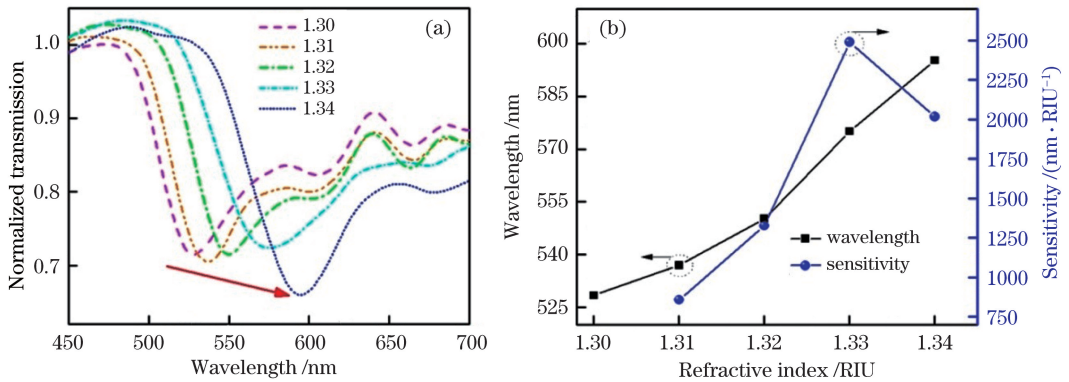 (a)
1.30
1.31
1.32
1.33
1.34
1.0
0.9
0.8
0.7
Normalized transmission
450 500 550 600 650 700
Wavelength /nm
(b)
600
585
570
555
540
525
Wavelength /nm
2500
2250
2000
1750
1500
1250
1000
750
Sensitivity /(nm·RIU⁻¹)
wavelength
sensitivity
1.30 1.31 1.32 1.33 1.34
Refractive index /RIU